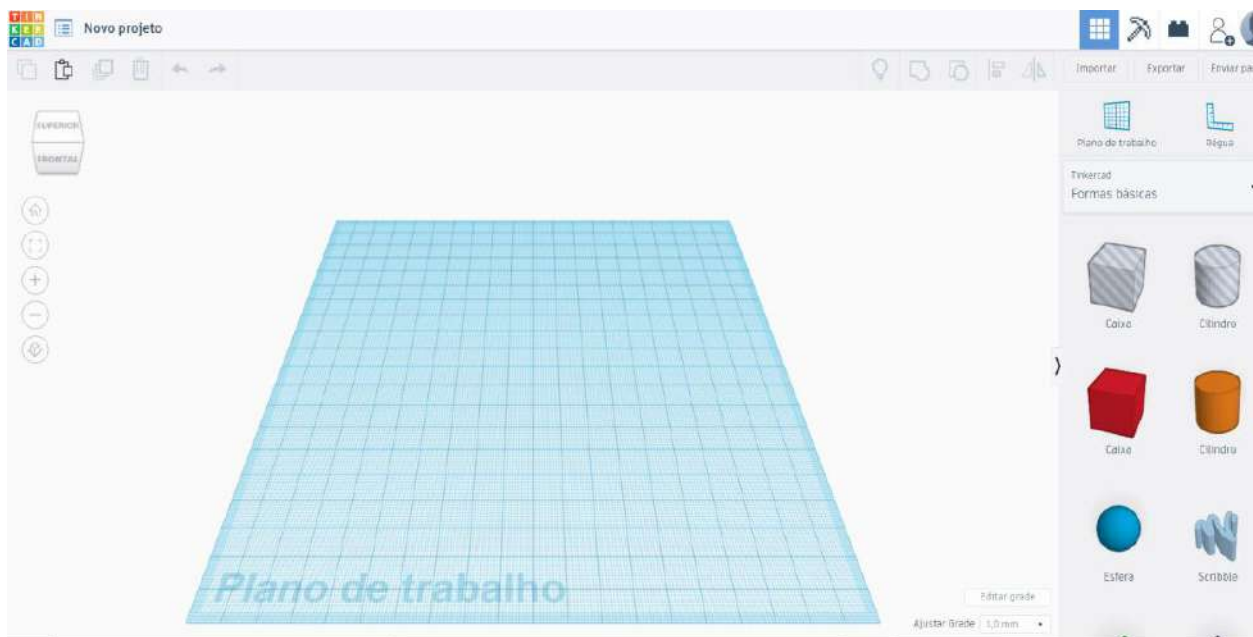 TIN
KER
CAD
Novo projeto
Importar
Exportar
Enviar pa
SUPERIOR
FRONTAL
Plano de trabalho
Régua
Tinkercad
Formas básicas
Caixa
Cilindro
Caixa
Cilindro
Esfera
Scribble
Plano de trabalho
Editar grade
Ajustar Grade 1,0 mm